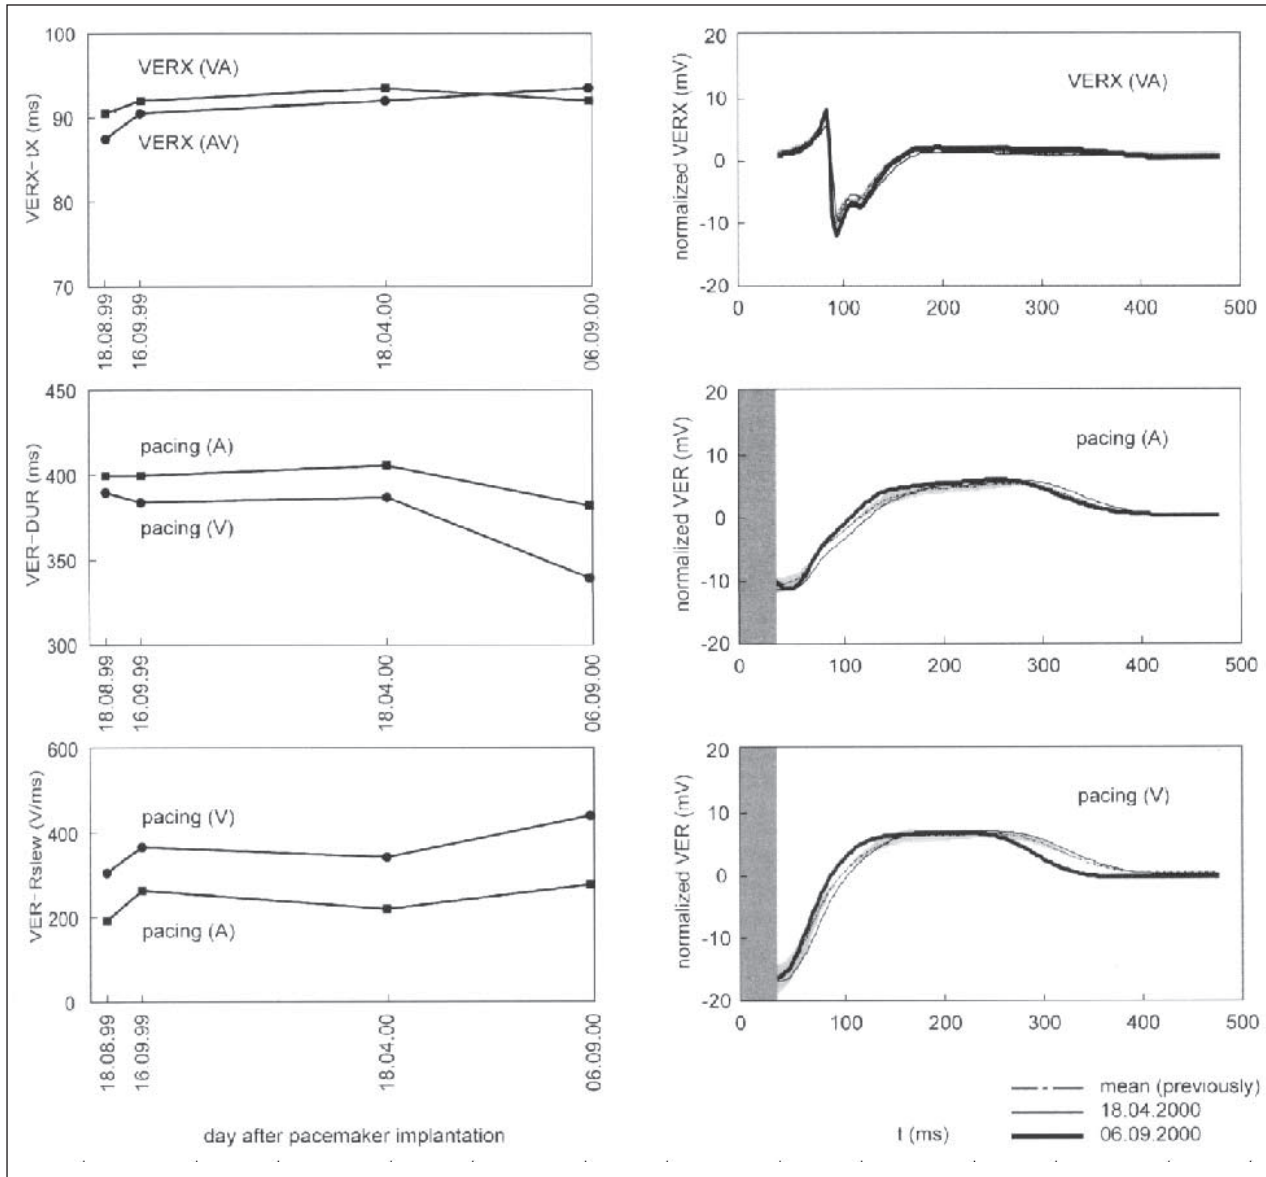 VERX-tX (ms)
100
90
80
70
VERX (VA)
VERX (AV)
18.08.99
16.09.99
18.04.00
06.09.00
normalized VERX (mV)
20
10
0
-10
-20
VERX (VA)
0 100 200 300 400 500
VER-DUR (ms)
450
400
350
300
pacing (A)
pacing (V)
18.08.99
16.09.99
18.04.00
06.09.00
normalized VER (mV)
20
10
0
-10
-20
pacing (A)
0 100 200 300 400 500
VER-Rslew (V/ms)
600
400
200
0
pacing (V)
pacing (A)
18.08.99
16.09.99
18.04.00
06.09.00
normalized VER (mV)
20
10
0
-10
-20
pacing (V)
0 100 200 300 400 500
day after pacemaker implantation
t (ms)
mean (previously)
18.04.2000
06.09.2000